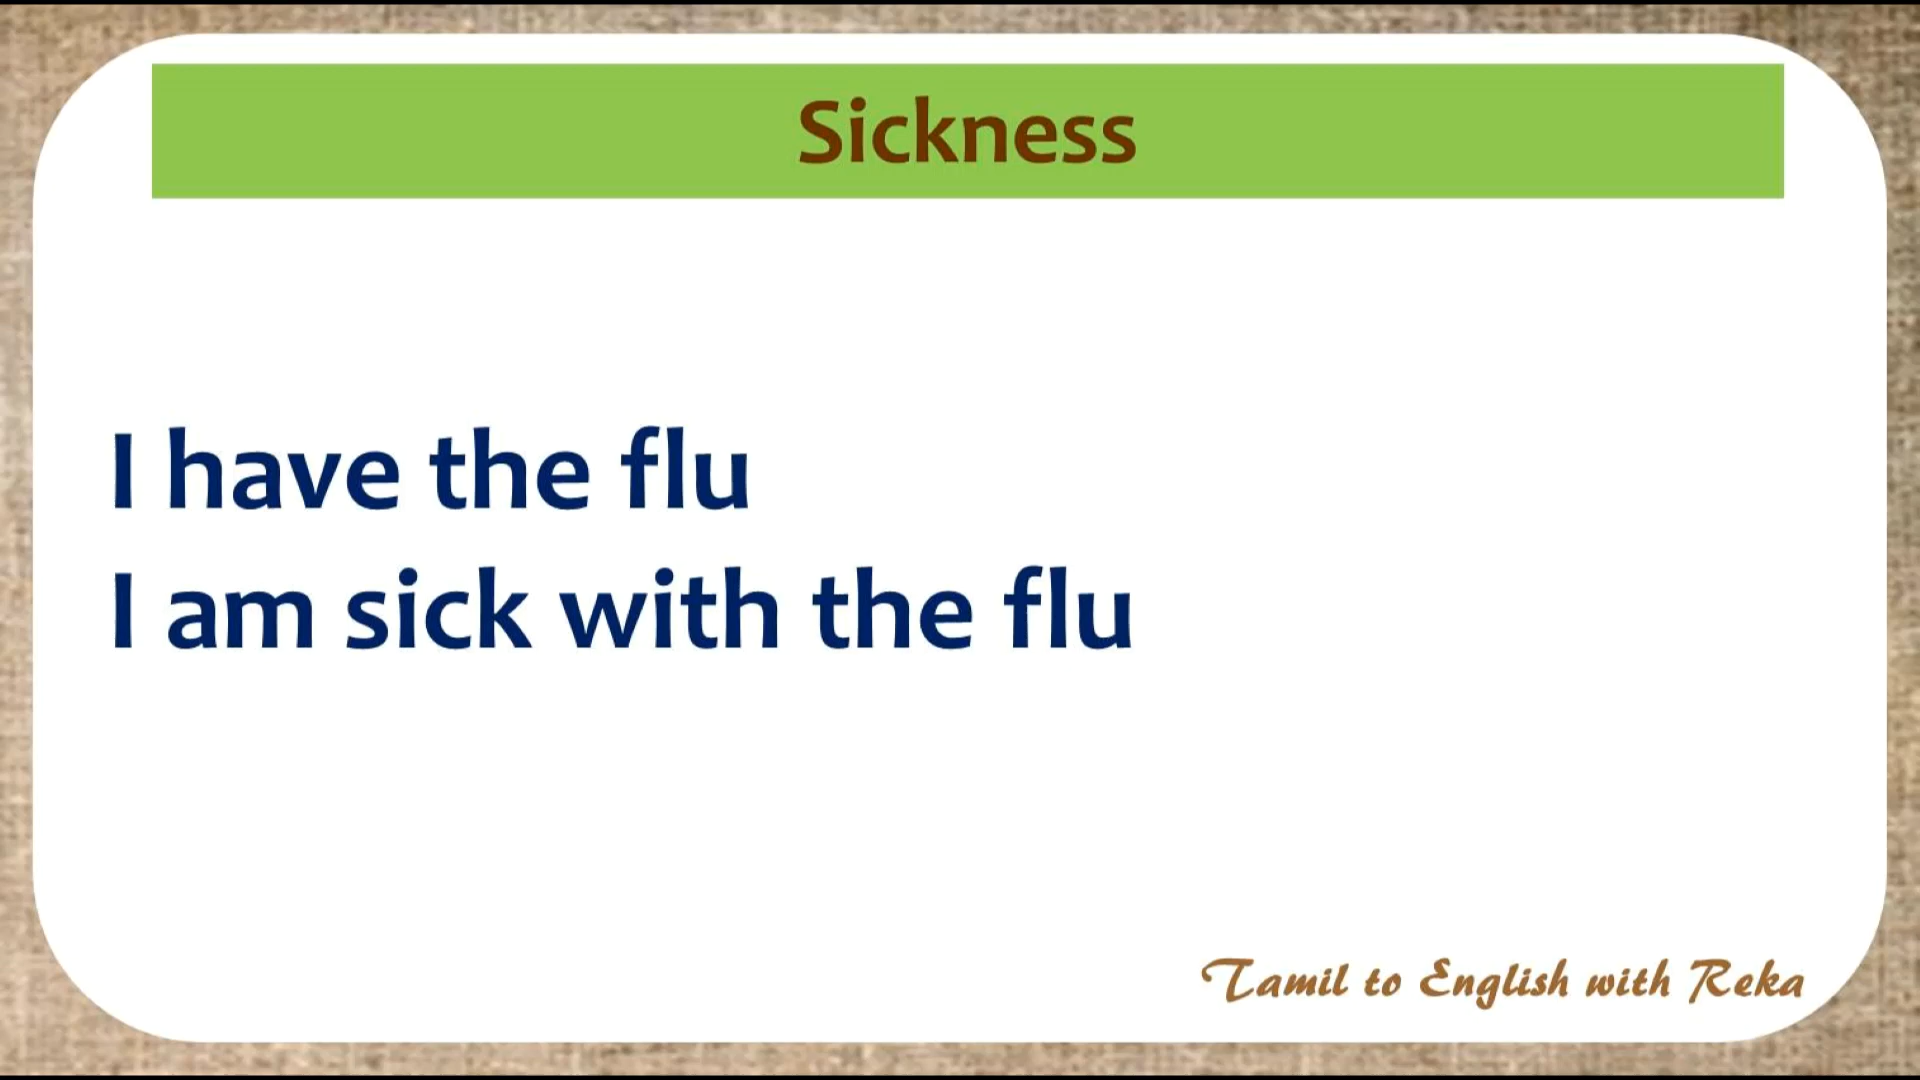 Sickness
I have the flu
I am sick with the flu
Tamil to English with Reka